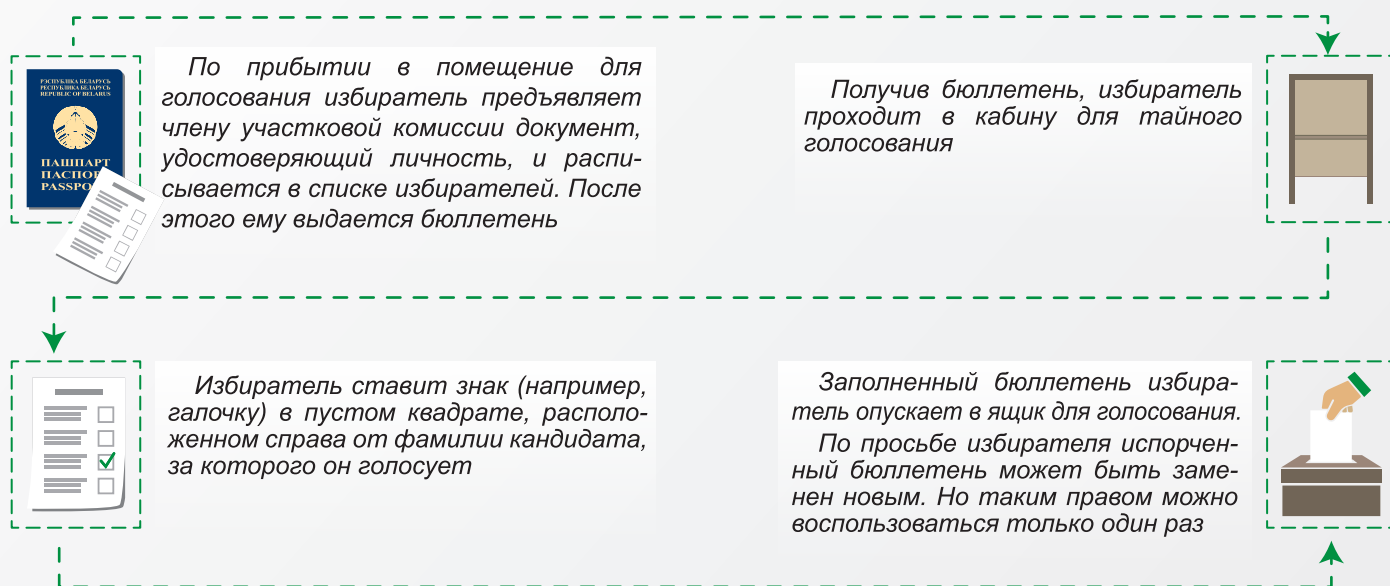 РЭСПУБЛІКА БЕЛАРУСЬ
РЕСПУБЛИКА БЕЛАРУСЬ
REPUBLIC OF BELARUS
ПАШПАРТ
ПАСПОР
PASSPO
По прибытии в помещение для
голосования избиратель предъявляет
члену участковой комиссии документ,
удостоверяющий личность, и распи-
сывается в списке избирателей. После
этого ему выдается бюллетень
Получив бюллетень, избиратель
проходит в кабину для тайного
голосования
Избиратель ставит знак (например,
галочку) в пустом квадрате, располо-
женном справа от фамилии кандидата,
за которого он голосует
Заполненный бюллетень избира-
тель опускает в ящик для голосования.
По просьбе избирателя испорчен-
ный бюллетень может быть заме-
нен новым. Но таким правом можно
воспользоваться только один раз